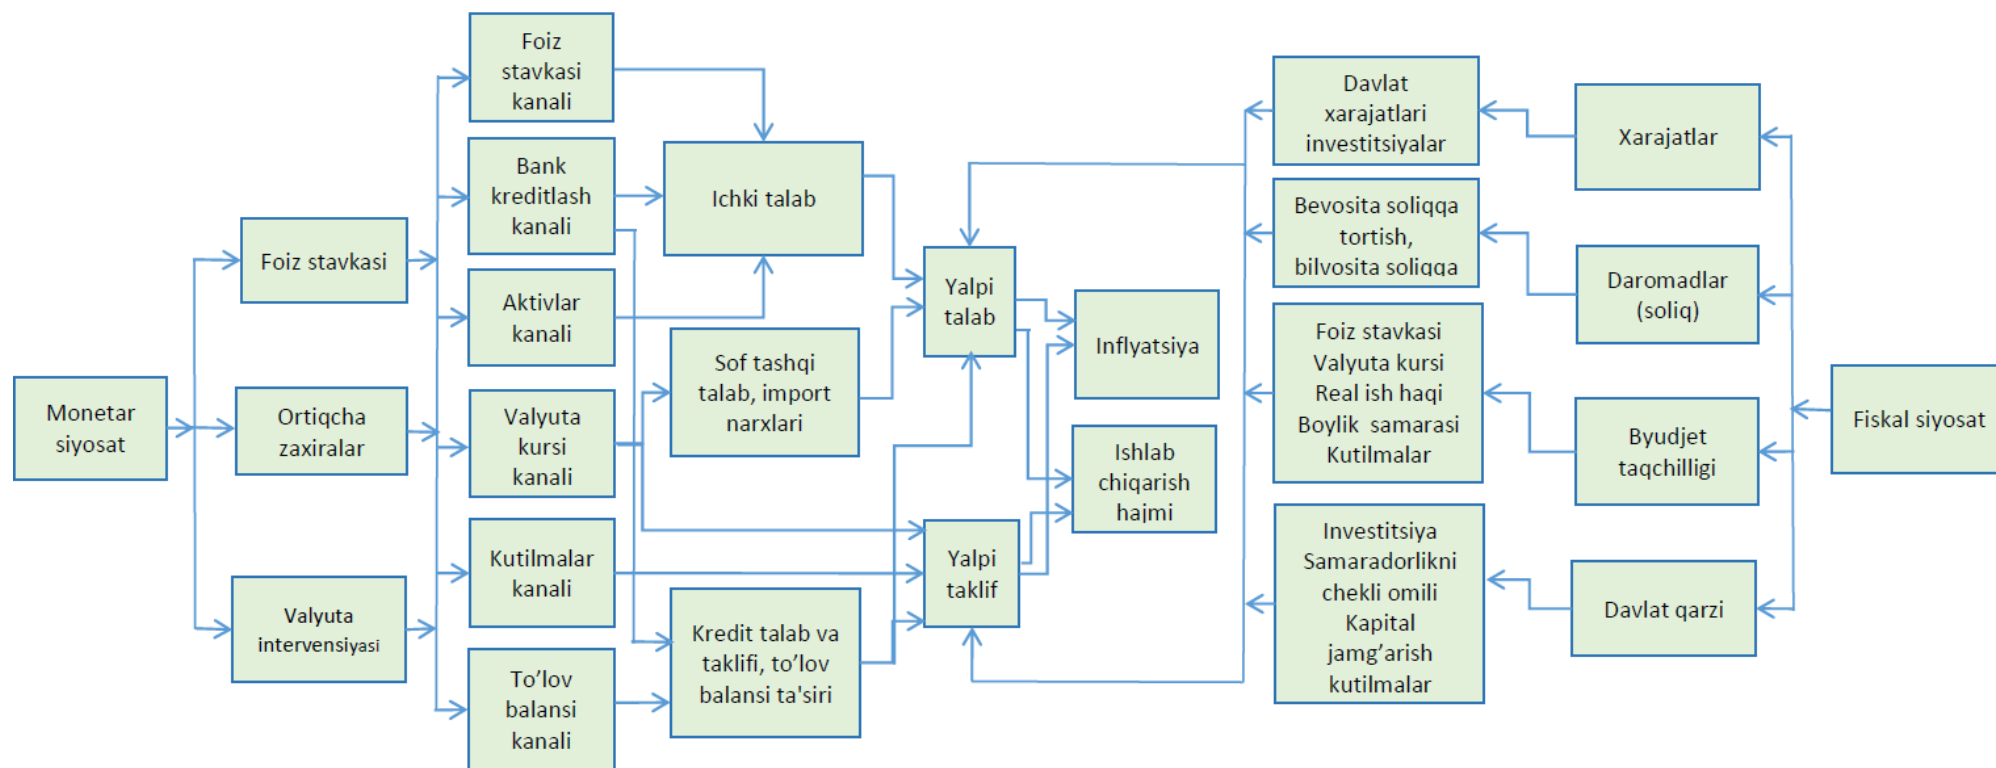 Monetar
siyosat
Foiz stavkasi
Ortiqcha
zaxiralar
Valyuta
intervensiyasi
Foiz
stavkasi
kanali
Bank
kreditlash
kanali
Aktivlar
kanali
Valyuta
kursi
kanali
Kutilmalar
kanali
To’lov
balansi
kanali
Ichki talab
Sof tashqi
talab, import
narxlari
Kredit talab va
taklifi, to’lov
balansi ta'siri
Yalpi
talab
Yalpi
taklif
Inflyatsiya
Ishlab
chiqarish
hajmi
Davlat
xarajatlari
investitsiyalar
Bevosita soliqqa
tortish,
bilvosita soliqqa
Foiz stavkasi
Valyuta kursi
Real ish haqi
Boylik samarasi
Kutilmalar
Investitsiya
Samaradorlikni
chekli omili
Kapital
jamg’arish
kutilmalar
Xarajatlar
Daromadlar
(soliq)
Byudjet
taqchilligi
Davlat qarzi
Fiskal siyosat